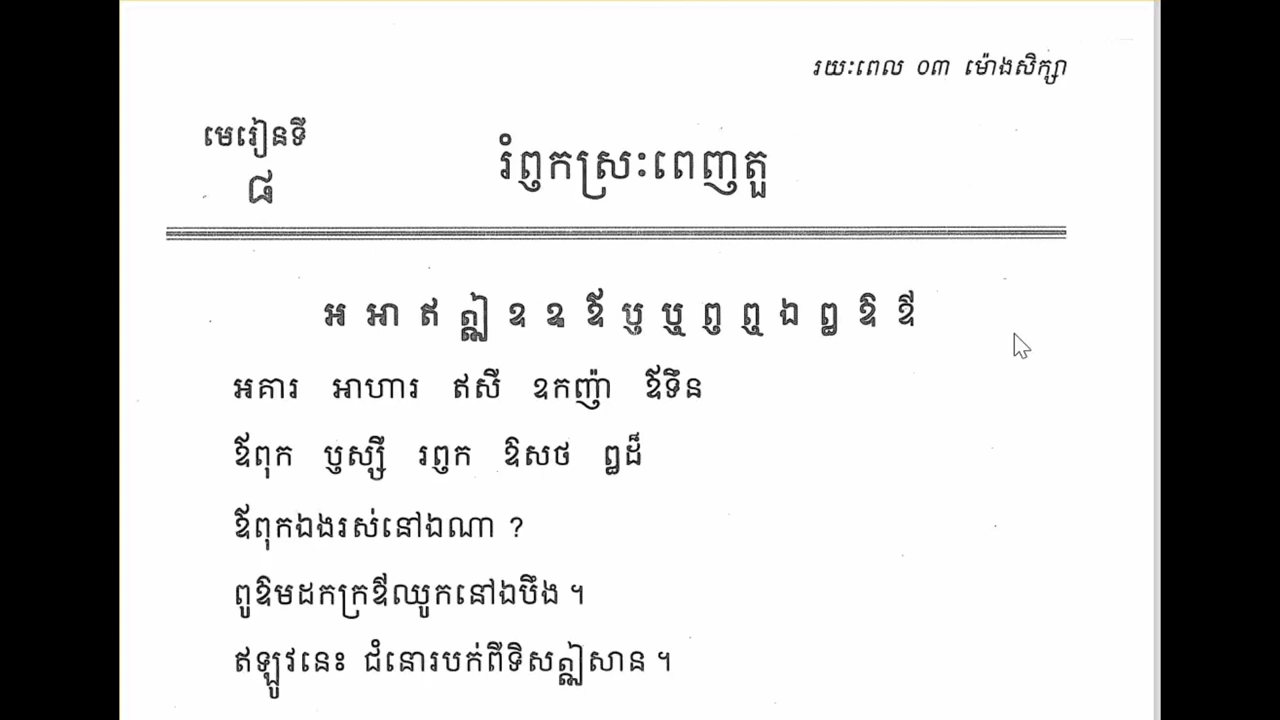 រយៈពេល ០៣ ម៉ោងសិក្សា
មេរៀនទី
៨
រំឭកស្រះពេញតួ
អ អា ឥ ឦ ឧ ឩ ឪ ឫ ឬ ឭ ឮ ឯ ឰ ឱ ឳ
អគារ អាហារ ឥសី ឧកញ៉ា ឪទឹន
ឪពុក ឫស្សី រឭក ឱសថ ឰដ៏
ឪពុកឯងរស់នៅឯណា ?
ពូឱមដកក្រឪឈូកនៅឯបឹង ។
ឥឡូវនេះ ជំនោរបក់ពីទិសឦសាន ។